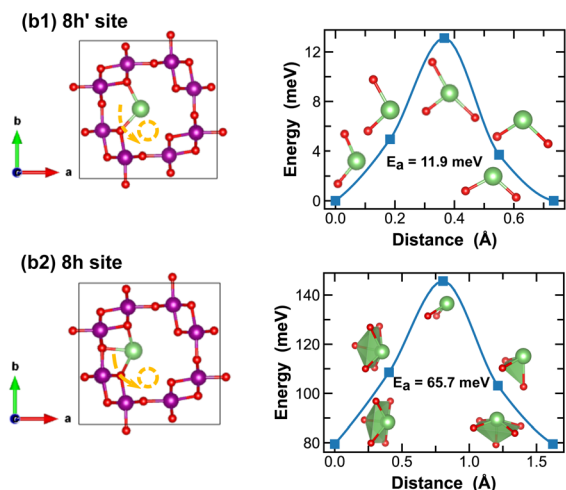 (b1) 8h' site
b
a
Energy (meV)
12
8
4
0
Ea = 11.9 meV
0.0 0.2 0.4 0.6
Distance (Å)
(b2) 8h site
b
a
Energy (meV)
140
120
100
80
Ea = 65.7 meV
0.0 0.5 1.0 1.5
Distance (Å)